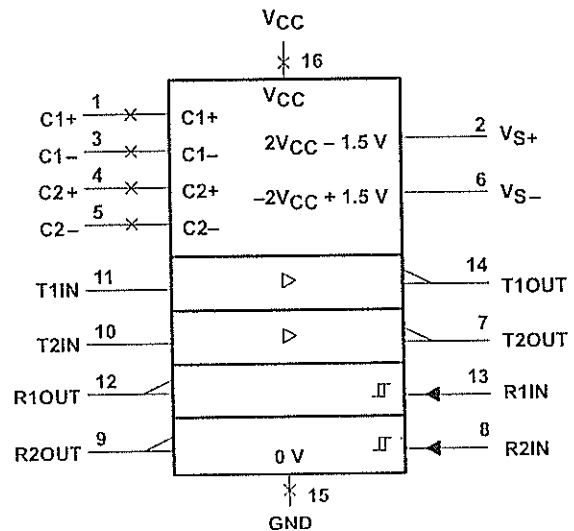 VCC
16
VCC
C1+ 1 C1+
2VCC – 1.5 V 2 VS+
C1– 3 C1–
C2+ 4 C2+
–2VCC + 1.5 V 6 VS–
C2– 5 C2–
T1IN 11 14 T1OUT
T2IN 10 7 T2OUT
R1OUT 12 13 R1IN
R2OUT 9 8 R2IN
0 V
15
GND